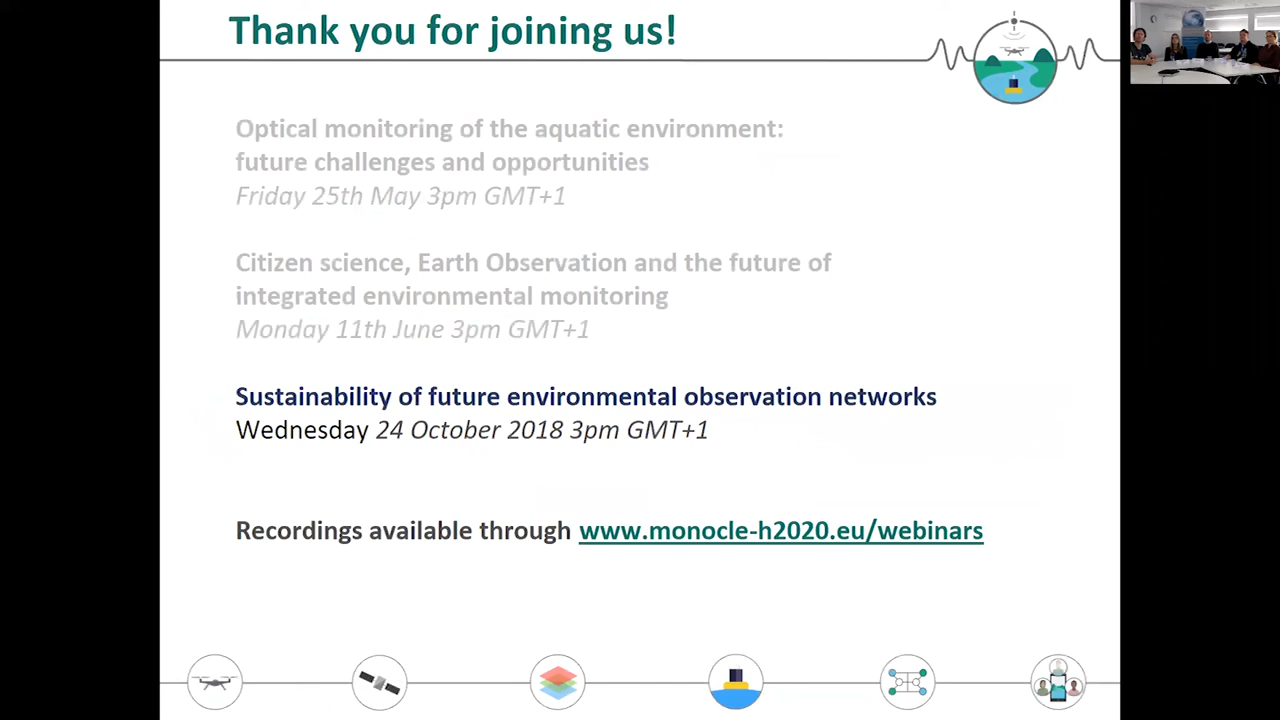 Thank you for joining us!
Optical monitoring of the aquatic environment:
future challenges and opportunities
Friday 25th May 3pm GMT+1
Citizen science, Earth Observation and the future of
integrated environmental monitoring
Monday 11th June 3pm GMT+1
Sustainability of future environmental observation networks
Wednesday 24 October 2018 3pm GMT+1
Recordings available through www.monocle-h2020.eu/webinars